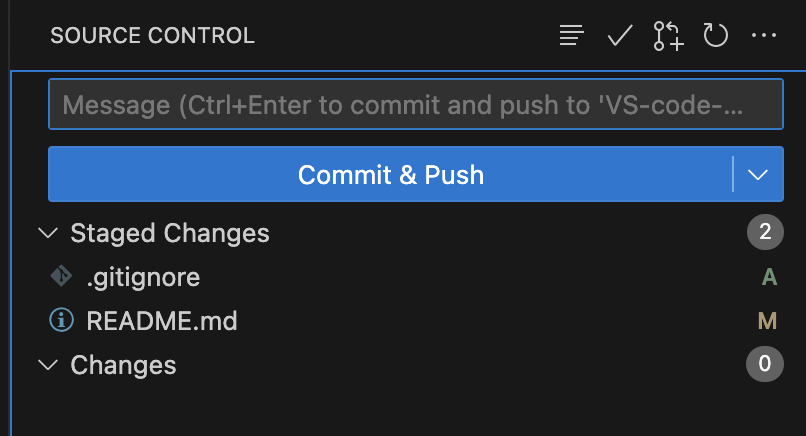 SOURCE CONTROL
Message (Ctrl+Enter to commit and push to 'VS-code-...
Commit & Push
Staged Changes 2
.gitignore A
README.md M
Changes 0